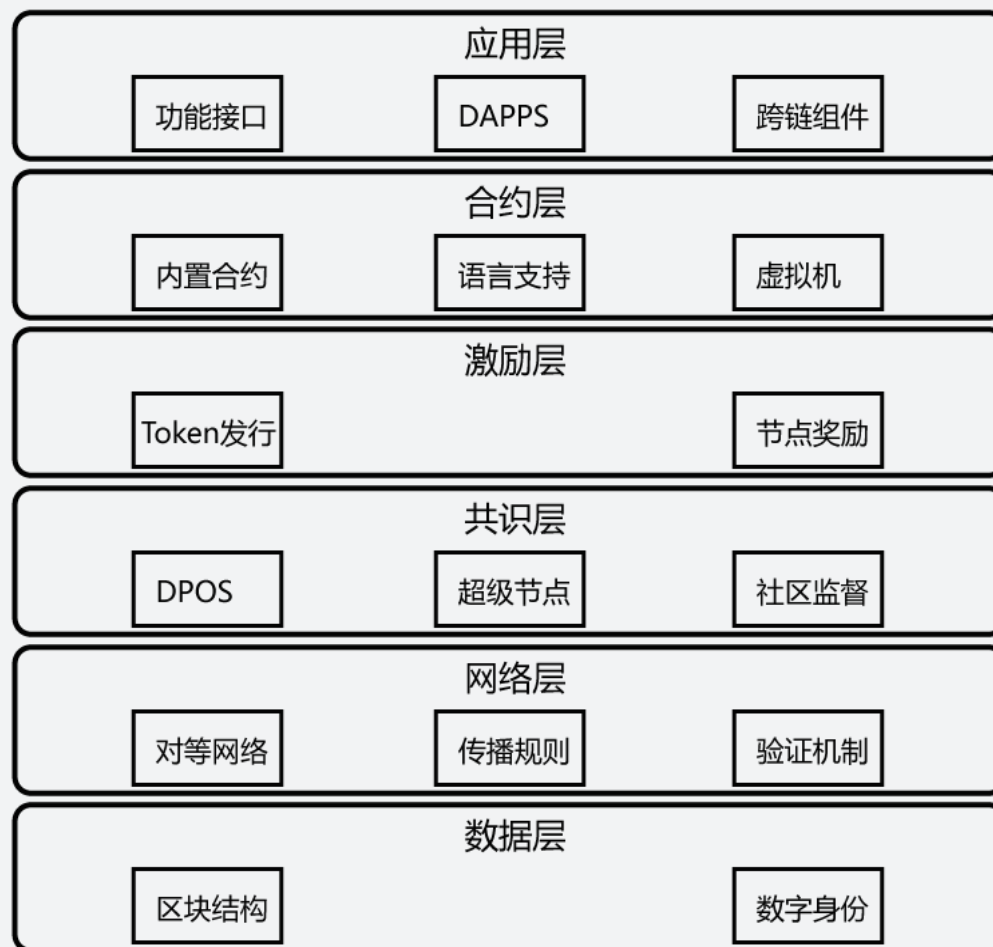 应用层
功能接口 DAPPS 跨链组件
合约层
内置合约 语言支持 虚拟机
激励层
Token发行 节点奖励
共识层
DPOS 超级节点 社区监督
网络层
对等网络 传播规则 验证机制
数据层
区块结构 数字身份